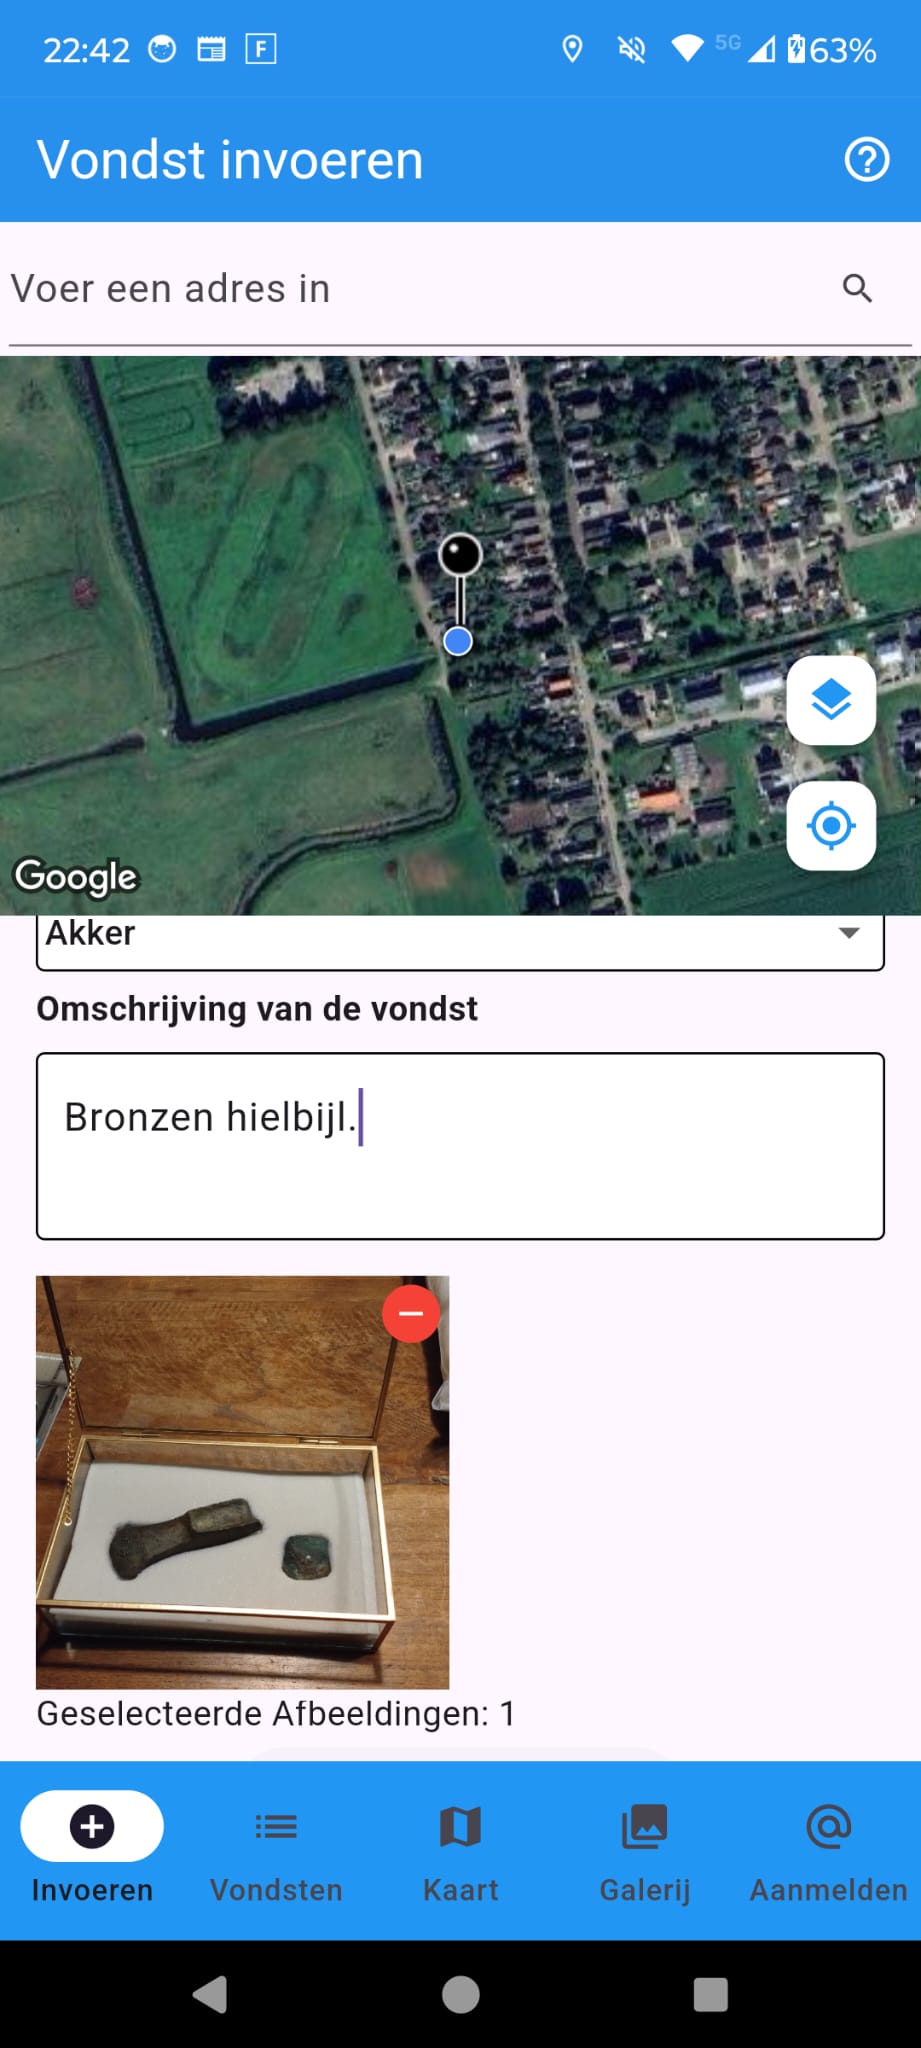 22:42 F 5G 63%
Vondst invoeren
Voer een adres in
Google
Akker
Omschrijving van de vondst
Bronzen hielbijl.
Geselecteerde Afbeeldingen: 1
Invoeren Vondsten Kaart Galerij Aanmelden